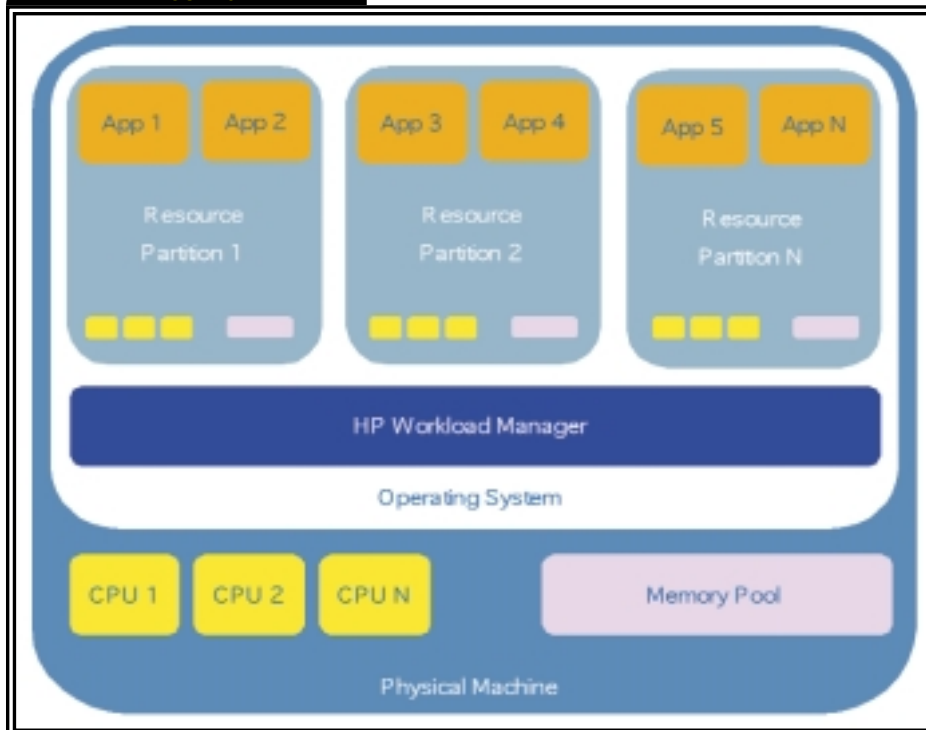 App 1
App 2
App 3
App 4
App 5
App N
Resource
Partition 1
Resource
Partition 2
Resource
Partition N
HP Workload Manager
Operating System
CPU 1
CPU 2
CPU N
Memory Pool
Physical Machine